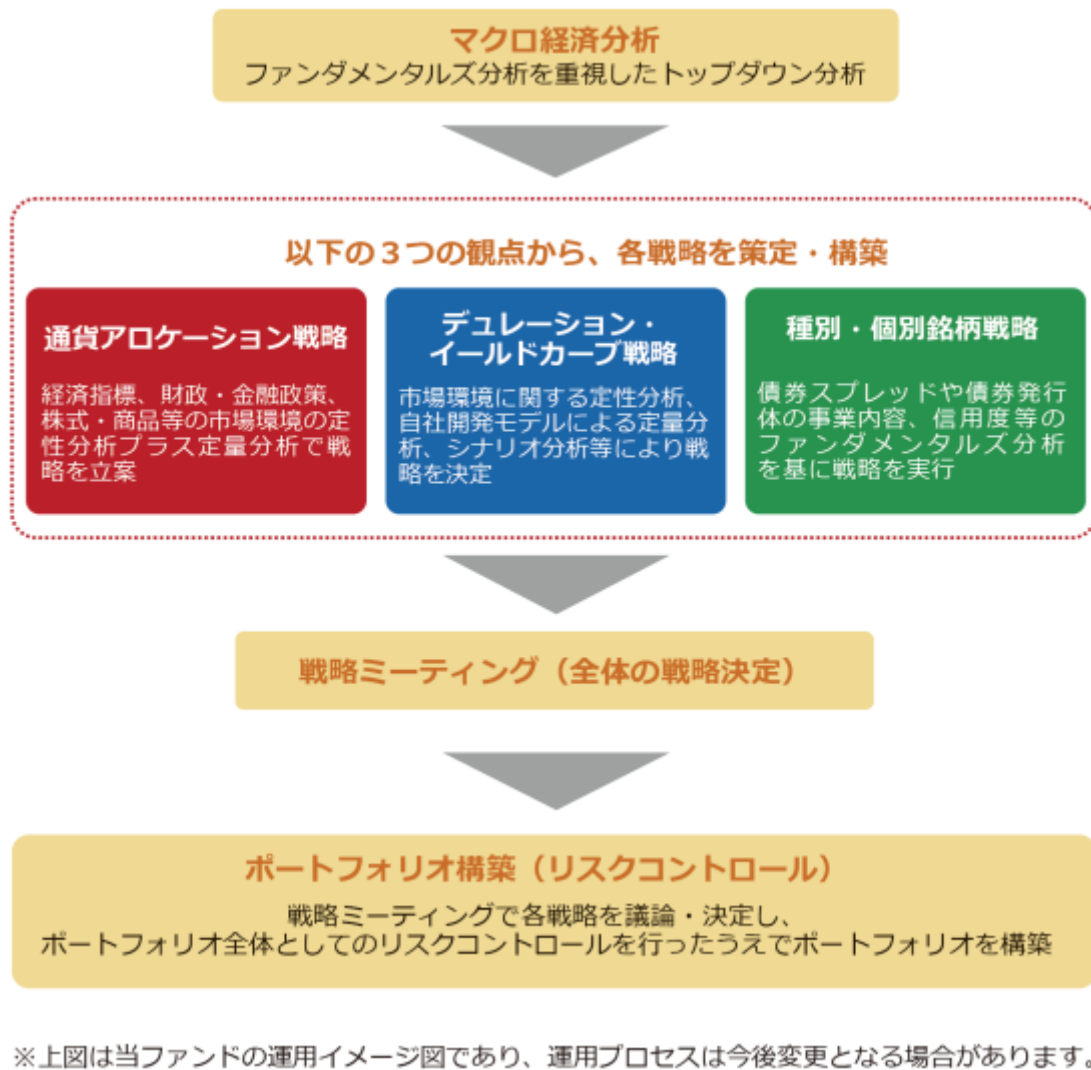 マクロ経済分析
ファンダメンタルズ分析を重視したトップダウン分析
以下の３つの観点から、各戦略を策定・構築
通貨アロケーション戦略
経済指標、財政・金融政策、
株式・商品等の市場環境の定
性分析プラス定量分析で戦
略を立案
デュレーション・
イールドカーブ戦略
市場環境に関する定性分析、
自社開発モデルによる定量分
析、シナリオ分析等により戦
略を決定
種別・個別銘柄戦略
債券スプレッドや債券発行
体の事業内容、信用度等の
ファンダメンタルズ分析
を基に戦略を実行
戦略ミーティング（全体の戦略決定）
ポートフォリオ構築（リスクコントロール）
戦略ミーティングで各戦略を議論・決定し、
ポートフォリオ全体としてのリスクコントロールを行ったうえでポートフォリオを構築
※上図は当ファンドの運用イメージ図であり、運用プロセスは今後変更となる場合があります。